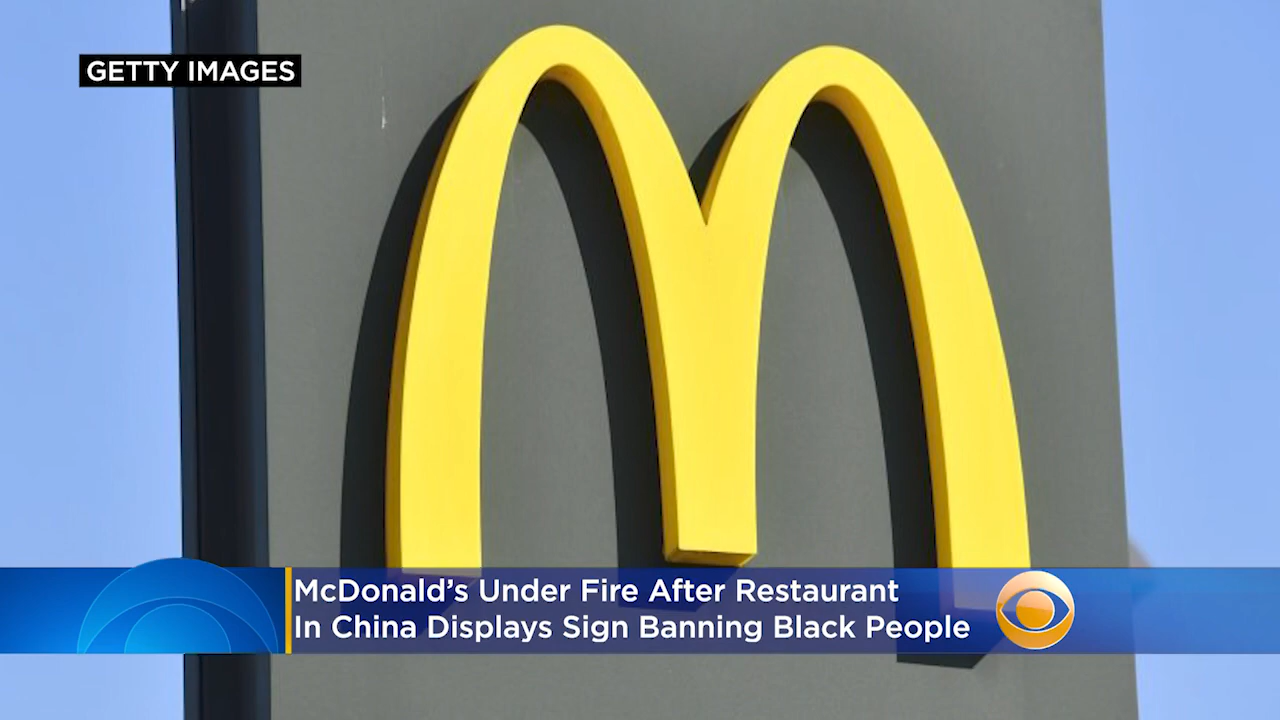 GETTY IMAGES
McDonald's Under Fire After Restaurant
In China Displays Sign Banning Black People